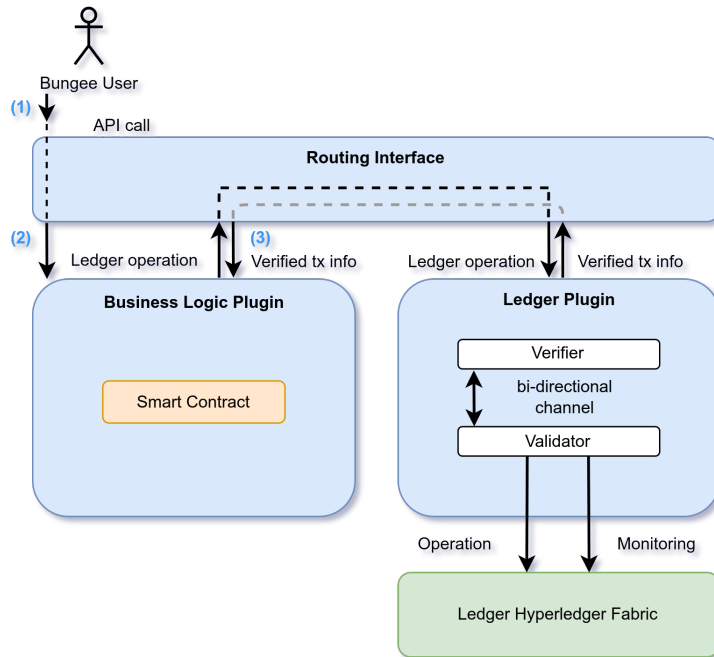 Bungee User
(1)
API call
Routing Interface
(2)
(3)
Ledger operation
Verified tx info
Ledger operation
Verified tx info
Business Logic Plugin
Smart Contract
Ledger Plugin
Verifier
bi-directional
channel
Validator
Operation
Monitoring
Ledger Hyperledger Fabric